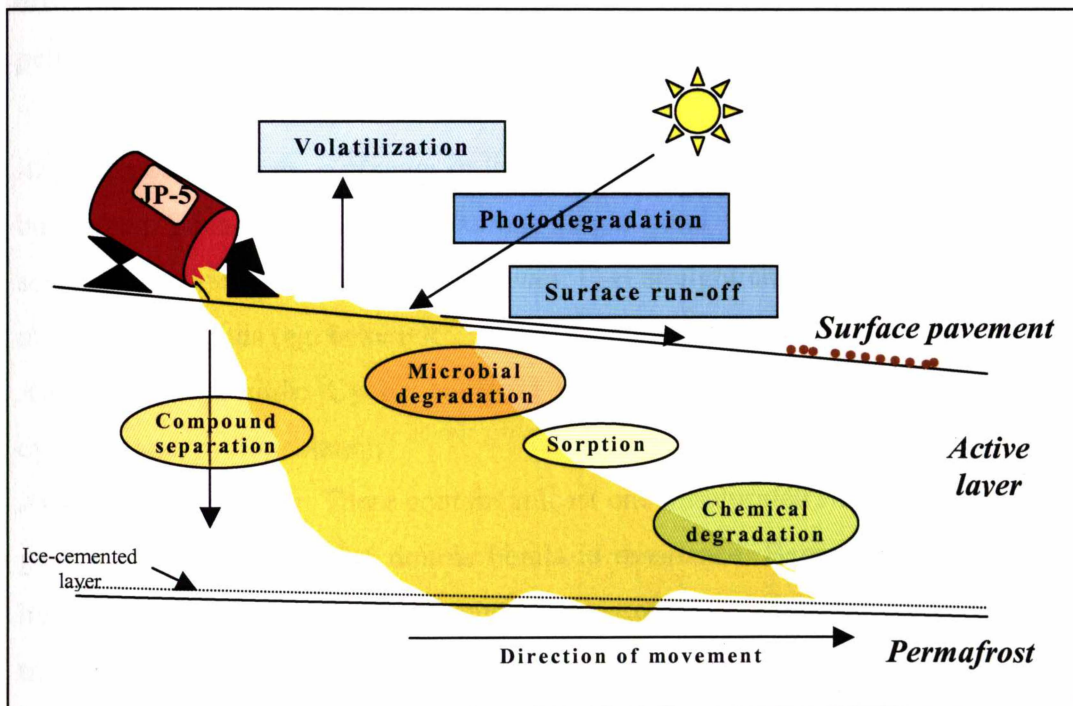 Volatilization
JP-5
Photodegradation
Surface run-off
Surface pavement
Microbial
degradation
Compound
separation
Sorption
Active
layer
Chemical
degradation
Ice-cemented
layer
Direction of movement
Permafrost